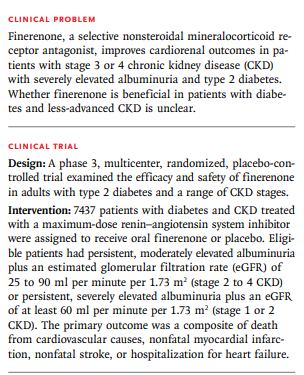 CLINICAL PROBLEM
Finerenone, a selective nonsteroidal mineralocorticoid re-
ceptor antagonist, improves cardiorenal outcomes in pa-
tients with stage 3 or 4 chronic kidney disease (CKD)
with severely elevated albuminuria and type 2 diabetes.
Whether finerenone is beneficial in patients with diabe-
tes and less-advanced CKD is unclear.
CLINICAL TRIAL
Design: A phase 3, multicenter, randomized, placebo-con-
trolled trial examined the efficacy and safety of finerenone
in adults with type 2 diabetes and a range of CKD stages.
Intervention: 7437 patients with diabetes and CKD treated
with a maximum-dose renin–angiotensin system inhibitor
were assigned to receive oral finerenone or placebo. Eligi-
ble patients had persistent, moderately elevated albuminuria
plus an estimated glomerular filtration rate (eGFR) of
25 to 90 ml per minute per 1.73 m² (stage 2 to 4 CKD)
or persistent, severely elevated albuminuria plus an eGFR
of at least 60 ml per minute per 1.73 m² (stage 1 or 2
CKD). The primary outcome was a composite of death
from cardiovascular causes, nonfatal myocardial infarc-
tion, nonfatal stroke, or hospitalization for heart failure.